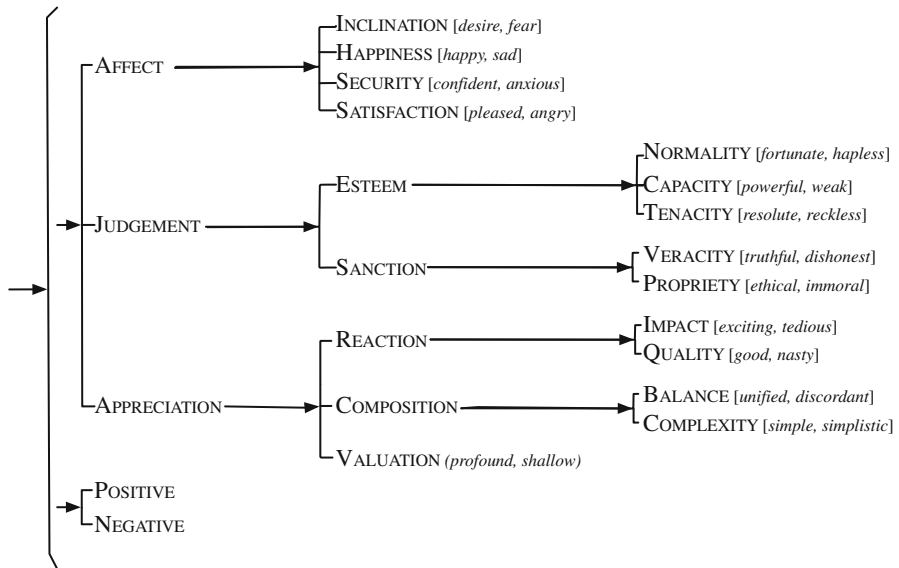 INCLINATION [desire, fear]
HAPPINESS [happy, sad]
AFFECT
SECURITY [confident, anxious]
SATISFACTION [pleased, angry]
NORMALITY [fortunate, hapless]
ESTEEM
CAPACITY [powerful, weak]
TENACITY [resolute, reckless]
JUDGEMENT
VERACITY [truthful, dishonest]
SANCTION
PROPRIETY [ethical, immoral]
IMPACT [exciting, tedious]
REACTION
QUALITY [good, nasty]
BALANCE [unified, discordant]
APPRECIATION
COMPOSITION
COMPLEXITY [simple, simplistic]
VALUATION (profound, shallow)
POSITIVE
NEGATIVE